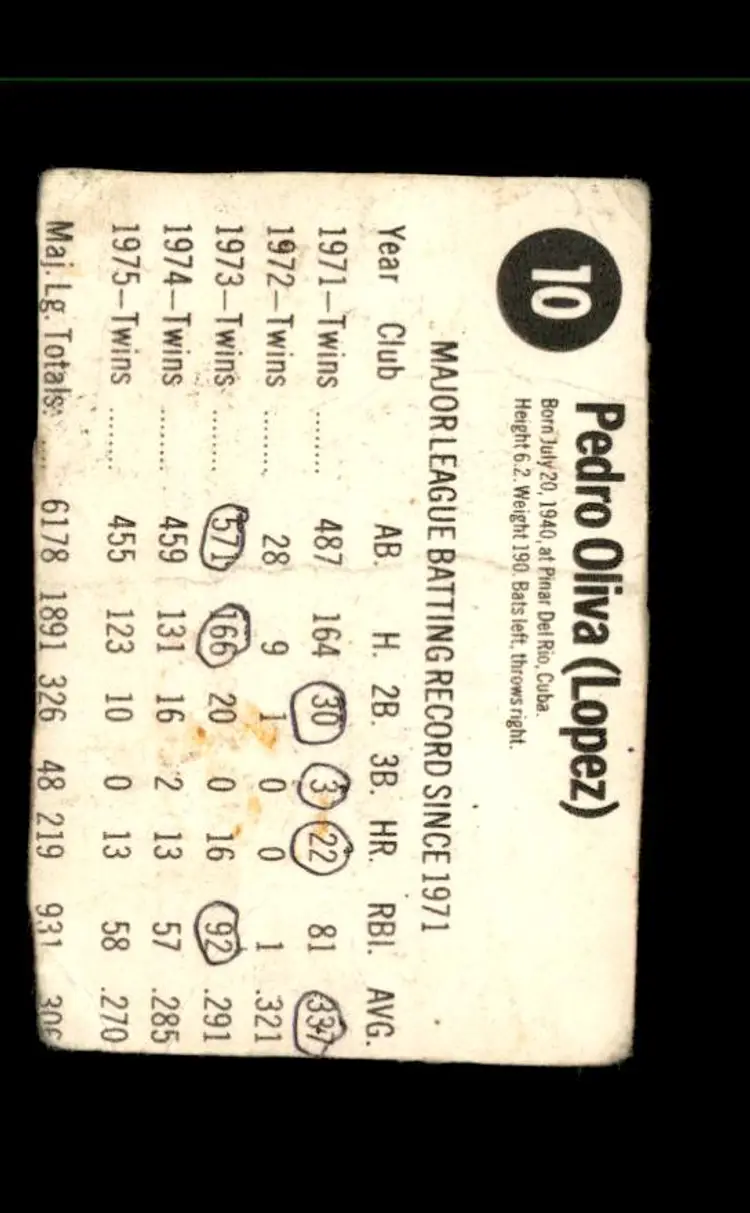 10
Pedro Oliva (Lopez)
Born July 20, 1940, at Pinar Del Rio, Cuba.
Height 6.2. Weight 190. Bats left, throws right.
MAJOR LEAGUE BATTING RECORD SINCE 1971
Year Club AB. H. 2B. 3B. HR. RBI. AVG.
1971—Twins ........ 487 164 30 3 22 81 .337
1972—Twins ........ 28 9 1 0 0 1 .321
1973—Twins ........ 571 166 20 0 16 92 .291
1974—Twins ........ 459 131 16 2 13 57 .285
1975—Twins ........ 455 123 10 0 13 58 .270
Maj. Lg. Totals. ... 6178 1891 326 48 219 931 306